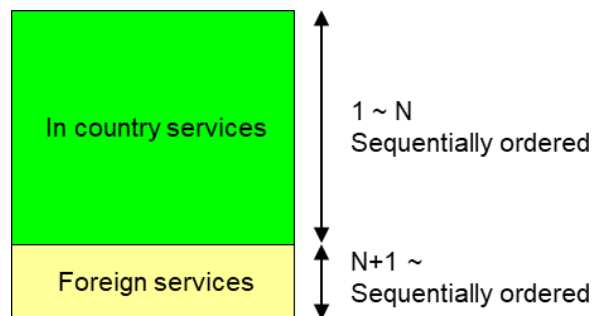 In country services
1 ~ N
Sequentially ordered
Foreign services
N+1 ~
Sequentially ordered